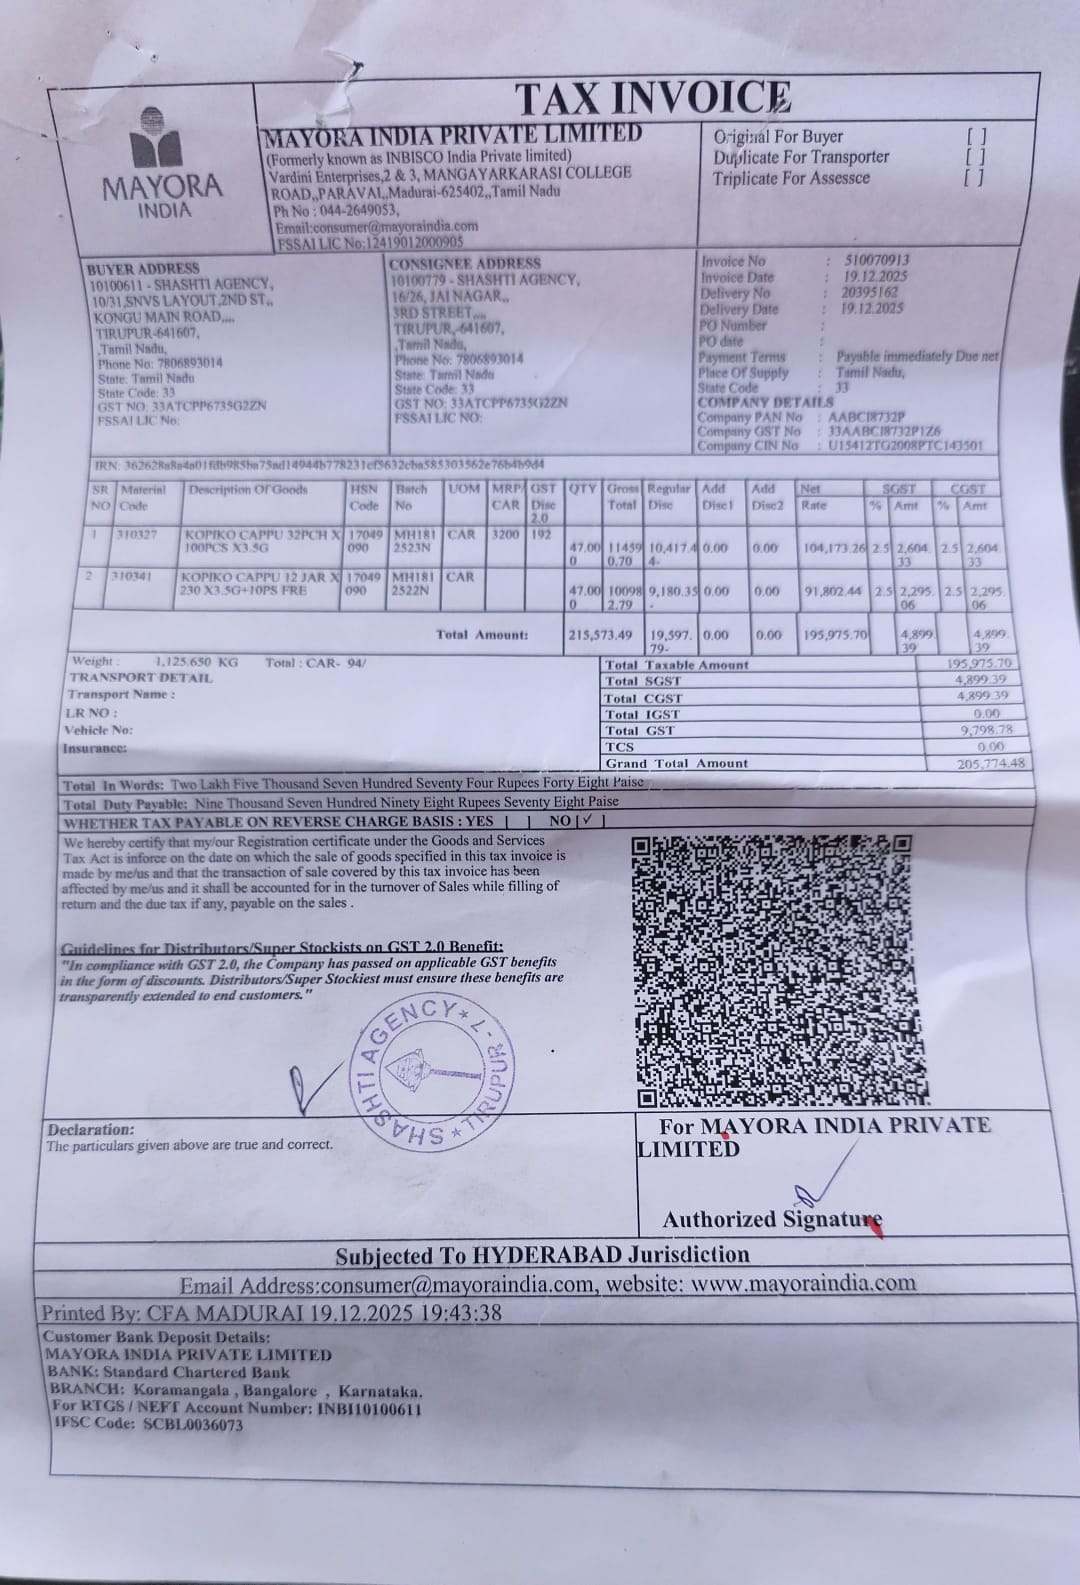 TAX INVOICE
MAYORA
INDIA
MAYORA INDIA PRIVATE LIMITED
(Formerly known as INBISCO India Private limited)
Vardini Enterprises,2 & 3, MANGAYARKARASI COLLEGE
ROAD,,PARAVAI,,Madurai-625402,,Tamil Nadu
Ph No : 044-2649053,
Email:consumer@mayoraindia.com
FSSAI LIC No:12419012000905
Original For Buyer [ ]
Duplicate For Transporter [ ]
Triplicate For Assessce [ ]
BUYER ADDRESS
10100611 - SHASHTI AGENCY,
10/31,SNVS LAYOUT,2ND ST.,
KONGU MAIN ROAD,,,,
TIRUPUR-641607,
,Tamil Nadu,
Phone No: 7806893014
State: Tamil Nadu
State Code: 33
GST NO: 33ATCPP6735G2ZN
FSSAI LIC No:
CONSIGNEE ADDRESS
10100779 - SHASHTI AGENCY,
16/26, JAI NAGAR,,
3RD STREET,,,,
TIRUPUR,-641607,
,Tamil Nadu,
Phone No: 7806893014
State: Tamil Nadu
State Code: 33
GST NO: 33ATCPP6735G2ZN
FSSAI LIC NO:
Invoice No : 510070913
Invoice Date : 19.12.2025
Delivery No : 20395162
Delivery Date : 19.12.2025
PO Number :
PO date :
Payment Terms : Payable immediately Due net
Place Of Supply : Tamil Nadu,
State Code : 33
COMPANY DETAILS
Company PAN No : AABCI8732P
Company GST No : 33AABCI8732P1Z6
Company CIN No : U15412TG2008PTC143501
IRN:
SR Material Description Of Goods HSN Batch UOM MRP/ GST QTY Gross Regular Add Add Net SGST CGST
NO Code Code No CAR Disc Total Disc Disc1 Disc2 Rate % Amt % Amt
2.0
1 310327 KOPIKO CAPPU 32PCH X 17049 MH181 CAR 3200 192
100PCS X3.5G 090 2523N 47.00 11459 10,417.4 0.00 0.00 104,173.26 2.5 2,604. 2.5 2,604.
0 0.70 4- 33 33
2 310341 KOPIKO CAPPU 12 JAR X 17049 MH181 CAR
230 X3.5G+10PS FRE 090 2522N 47.00 10098 9,180.35 0.00 0.00 91,802.44 2.5 2,295. 2.5 2,295.
0 2.79 - 06 06
Total Amount: 215,573.49 19,597. 0.00 0.00 195,975.70 4,899. 4,899.
79- 39 39
Weight : 1,125.650 KG Total : CAR- 94/
TRANSPORT DETAIL
Transport Name :
LR NO :
Vehicle No:
Insurance:
Total Taxable Amount 195,975.70
Total SGST 4,899.39
Total CGST 4,899.39
Total IGST 0.00
Total GST 9,798.78
TCS 0.00
Grand Total Amount 205,774.48
Total In Words: Two Lakh Five Thousand Seven Hundred Seventy Four Rupees Forty Eight Paise
Total Duty Payable: Nine Thousand Seven Hundred Ninety Eight Rupees Seventy Eight Paise
WHETHER TAX PAYABLE ON REVERSE CHARGE BASIS : YES [ ] NO [✓ ]
We hereby certify that my/our Registration certificate under the Goods and Services
Tax Act is inforce on the date on which the sale of goods specified in this tax invoice is
made by me/us and that the transaction of sale covered by this tax invoice has been
affected by me/us and it shall be accounted for in the turnover of Sales while filling of
return and the due tax if any, payable on the sales .
Guidelines for Distributors/Super Stockists on GST 2.0 Benefit:
"In compliance with GST 2.0, the Company has passed on applicable GST benefits
in the form of discounts. Distributors/Super Stockiest must ensure these benefits are
transparently extended to end customers."
SHASHTI AGENCY ★ TIRUPUR - 7 ★
Declaration:
The particulars given above are true and correct.
For MAYORA INDIA PRIVATE
LIMITED
Authorized Signature
Subjected To HYDERABAD Jurisdiction
Email Address:consumer@mayoraindia.com, website: www.mayoraindia.com
Printed By: CFA MADURAI 19.12.2025 19:43:38
Customer Bank Deposit Details:
MAYORA INDIA PRIVATE LIMITED
BANK: Standard Chartered Bank
BRANCH: Koramangala , Bangalore , Karnataka.
For RTGS / NEFT Account Number: INBI10100611
IFSC Code: SCBL0036073